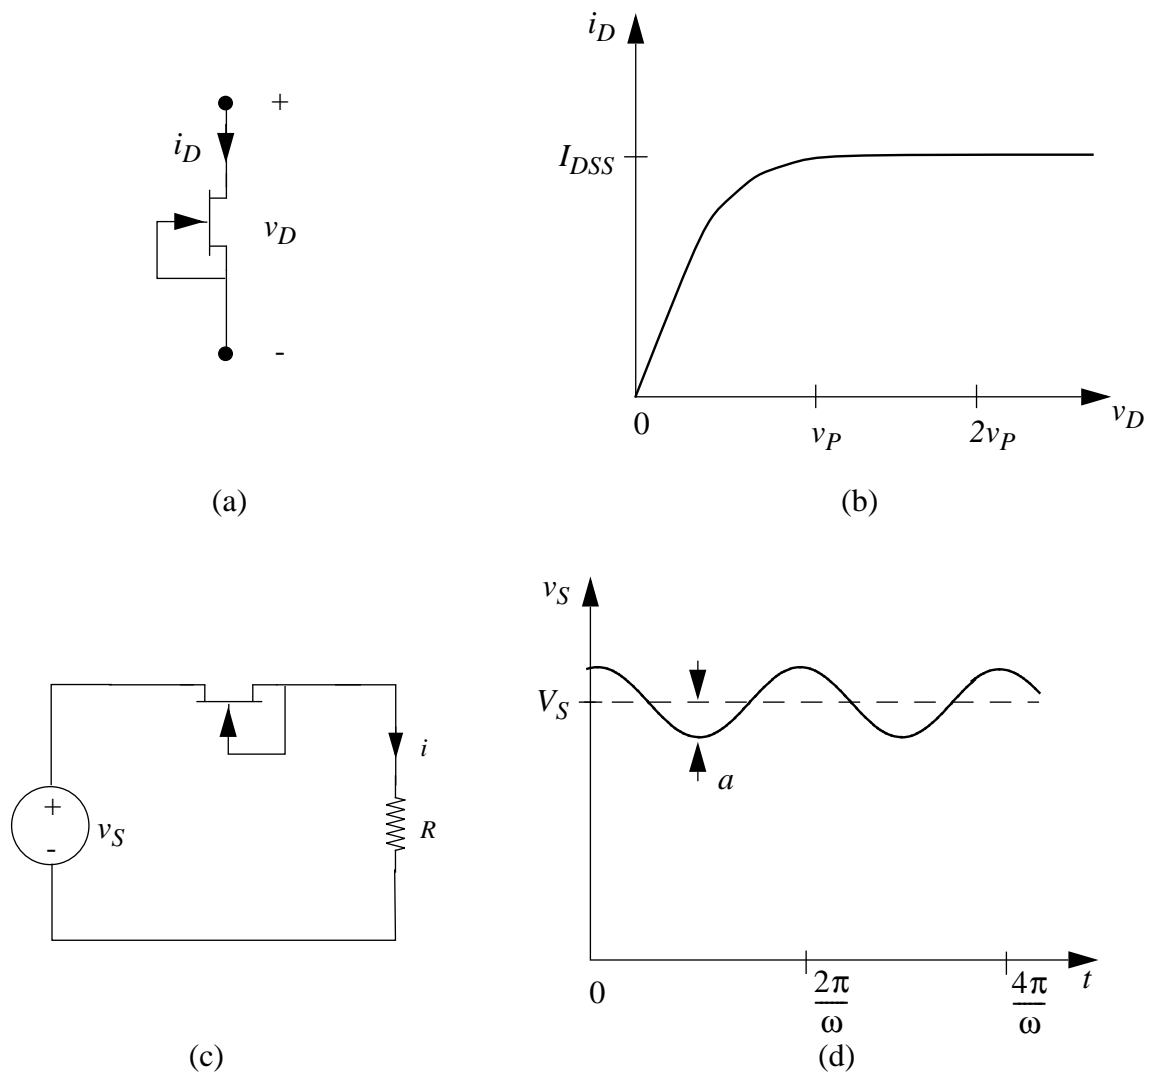 +
i_D
v_D
-
(a)
i_D
I_DSS
0
v_P
2v_P
v_D
(b)
+
-
v_S
i
R
(c)
v_S
V_S
a
0
2π
ω
4π
ω
t
(d)